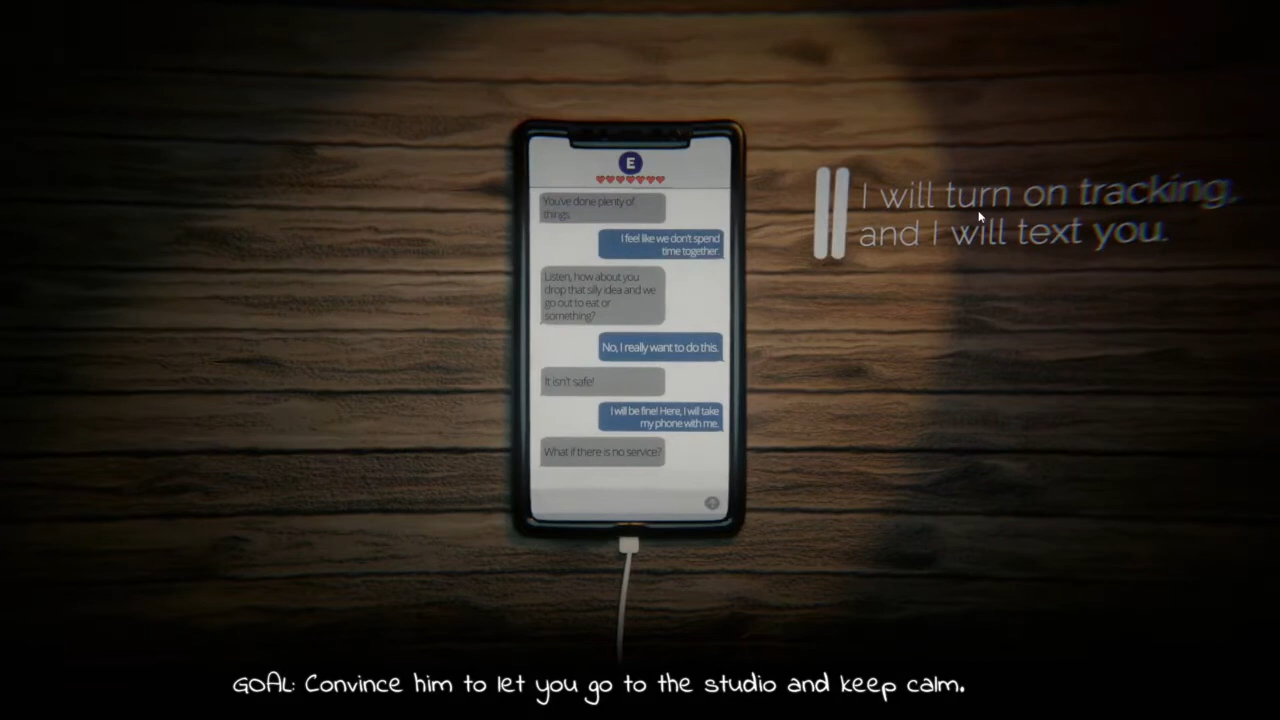 E
You've done plenty of
things.
I feel like we don't spend
time together.
Listen, how about you
drop that silly idea and we
go out to eat or
something?
No, I really want to do this.
It isn't safe!
I will be fine! Here, I will take
my phone with me.
What if there is no service?
I will turn on tracking,
and I will text you.
GOAL: Convince him to let you go to the studio and keep calm.